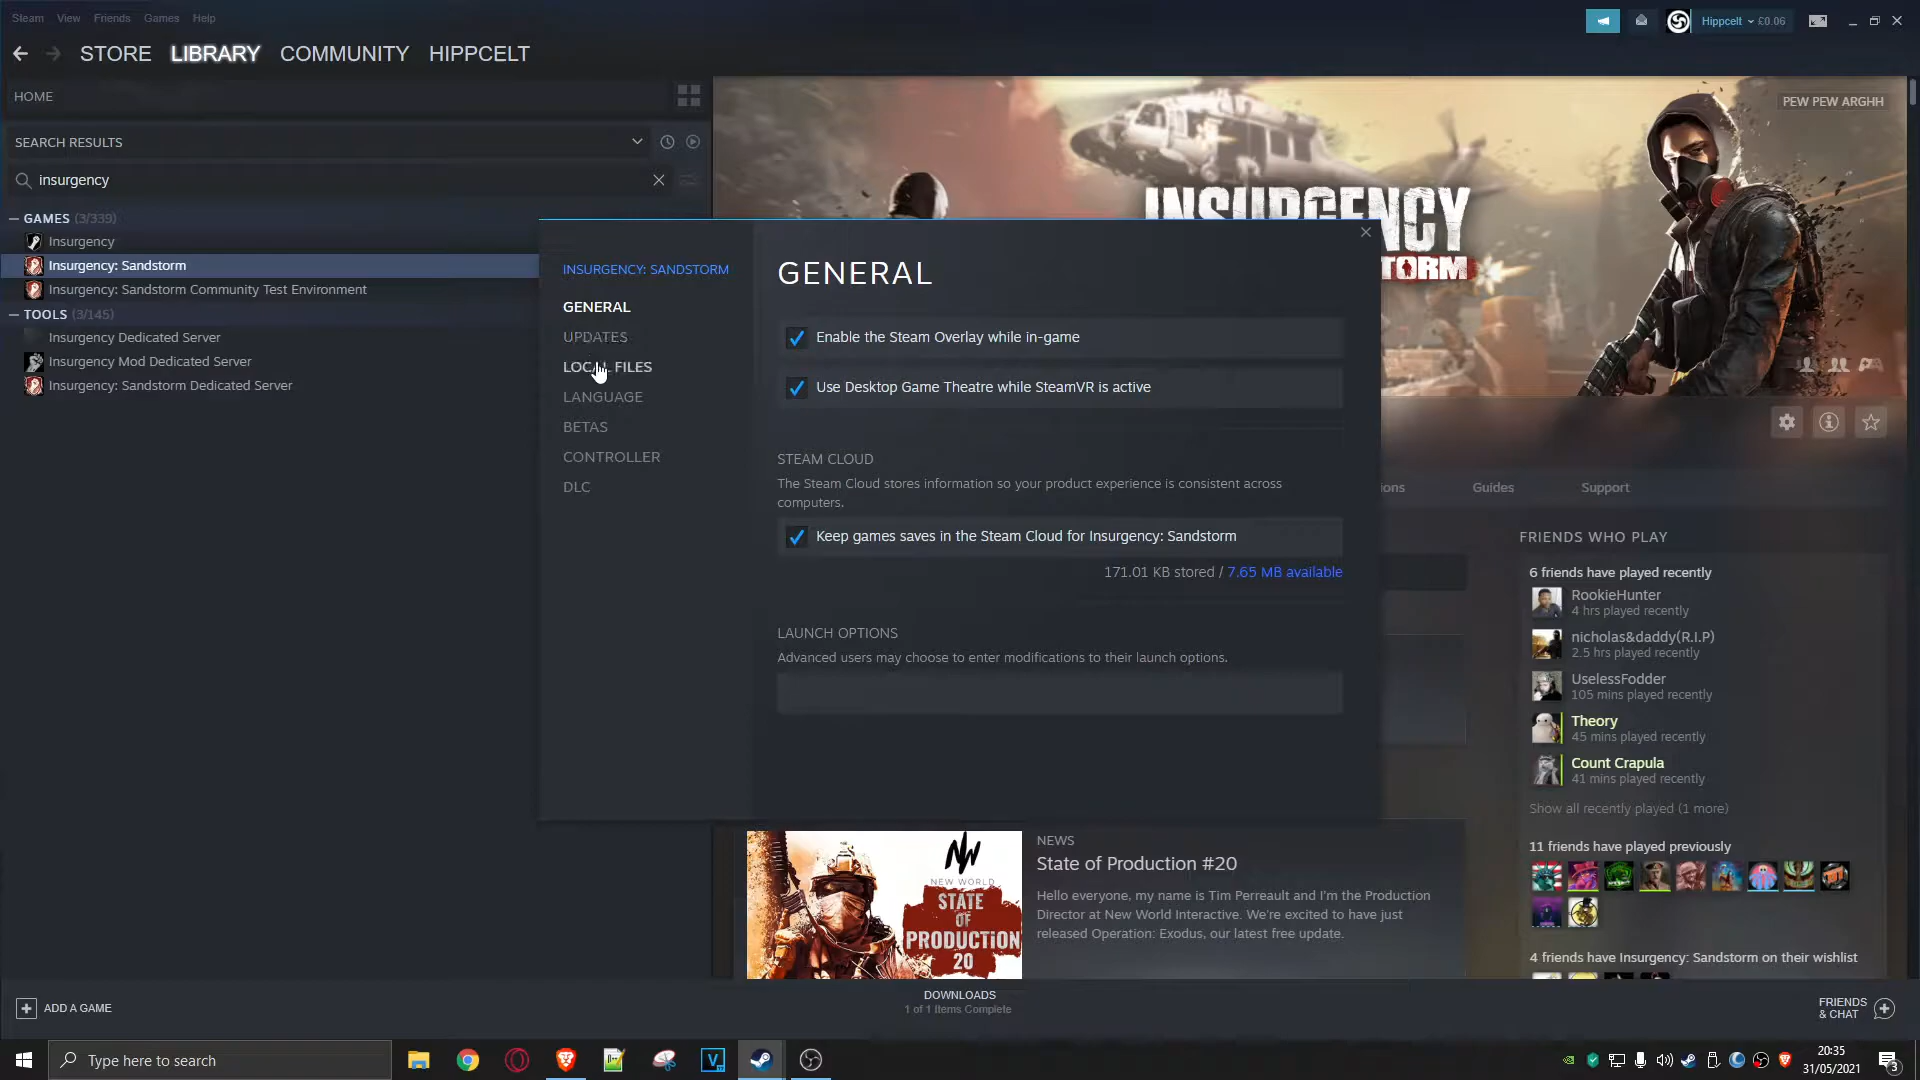 Steam View Friends Games Help
Hippcelt £0.06
STORE LIBRARY COMMUNITY HIPPCELT
HOME
PEW PEW ARGHH
SEARCH RESULTS
insurgency
INSURGENCY
GAMES (3/339)
Insurgency
Insurgency: Sandstorm
Insurgency: Sandstorm Community Test Environment
TOOLS (3/145)
Insurgency Dedicated Server
Insurgency Mod Dedicated Server
Insurgency: Sandstorm Dedicated Server
INSURGENCY: SANDSTORM
GENERAL
UPDATES
LOCAL FILES
LANGUAGE
BETAS
CONTROLLER
DLC
GENERAL
Enable the Steam Overlay while in-game
Use Desktop Game Theatre while SteamVR is active
STEAM CLOUD
The Steam Cloud stores information so your product experience is consistent across
computers.
Keep games saves in the Steam Cloud for Insurgency: Sandstorm
171.01 KB stored / 7.65 MB available
LAUNCH OPTIONS
Advanced users may choose to enter modifications to their launch options.
TORM
ions Guides Support
FRIENDS WHO PLAY
6 friends have played recently
RookieHunter
4 hrs played recently
nicholas&daddy(R.I.P)
2.5 hrs played recently
UselessFodder
105 mins played recently
Theory
45 mins played recently
Count Crapula
41 mins played recently
Show all recently played (1 more)
11 friends have played previously
4 friends have Insurgency: Sandstorm on their wishlist
NW
NEW WORLD
STATE
OF
PRODUCTION
20
NEWS
State of Production #20
Hello everyone, my name is Tim Perreault and I'm the Production
Director at New World Interactive. We're excited to have just
released Operation: Exodus, our latest free update.
ADD A GAME
DOWNLOADS
1 of 1 Items Complete
FRIENDS
& CHAT
Type here to search
V
20:35
31/05/2021
3